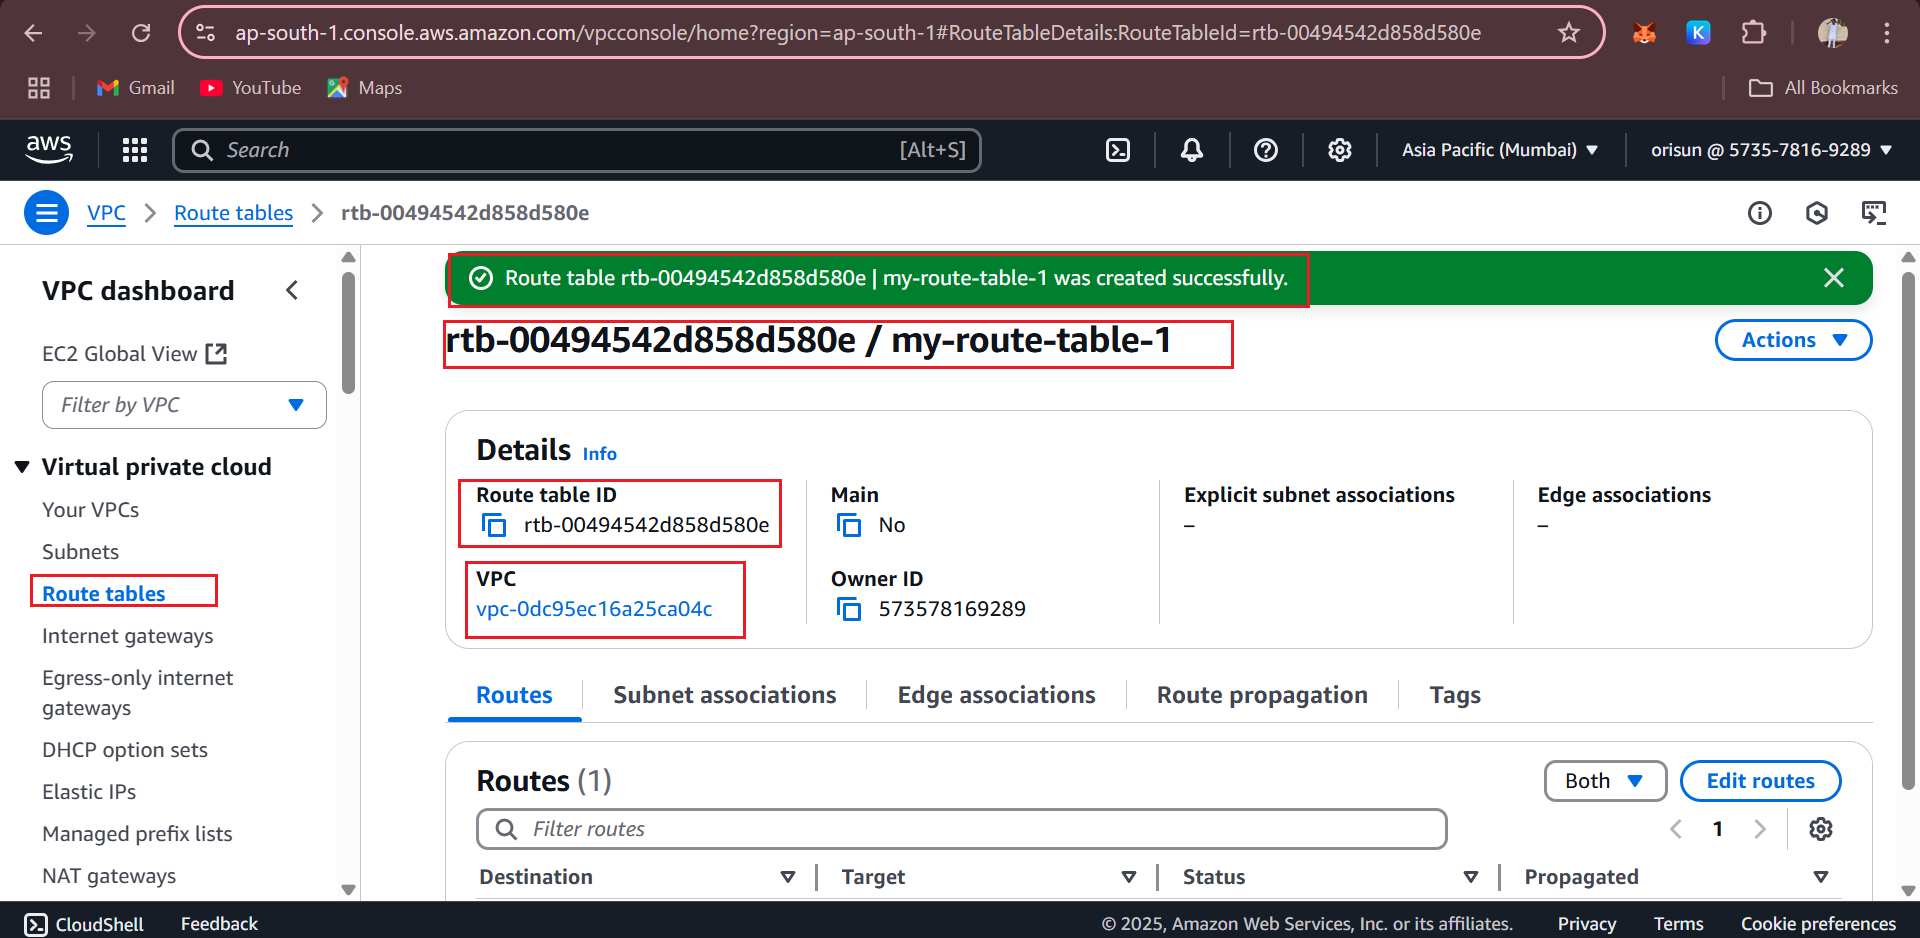 ap-south-1.console.aws.amazon.com/vpcconsole/home?region=ap-south-1#RouteTableDetails:RouteTableId=rtb-00494542d858d580e
K
Gmail
YouTube
Maps
All Bookmarks
aws
Search
[Alt+S]
Asia Pacific (Mumbai)
orisun @ 5735-7816-9289
VPC
Route tables
rtb-00494542d858d580e
VPC dashboard
EC2 Global View
Filter by VPC
Virtual private cloud
Your VPCs
Subnets
Route tables
Internet gateways
Egress-only internet
gateways
DHCP option sets
Elastic IPs
Managed prefix lists
NAT gateways
Route table rtb-00494542d858d580e | my-route-table-1 was created successfully.
rtb-00494542d858d580e / my-route-table-1
Actions
Details Info
Route table ID
rtb-00494542d858d580e
Main
No
Explicit subnet associations
–
Edge associations
–
VPC
vpc-0dc95ec16a25ca04c
Owner ID
573578169289
Routes
Subnet associations
Edge associations
Route propagation
Tags
Routes (1)
Both
Edit routes
Filter routes
1
Destination
Target
Status
Propagated
CloudShell
Feedback
© 2025, Amazon Web Services, Inc. or its affiliates.
Privacy
Terms
Cookie preferences